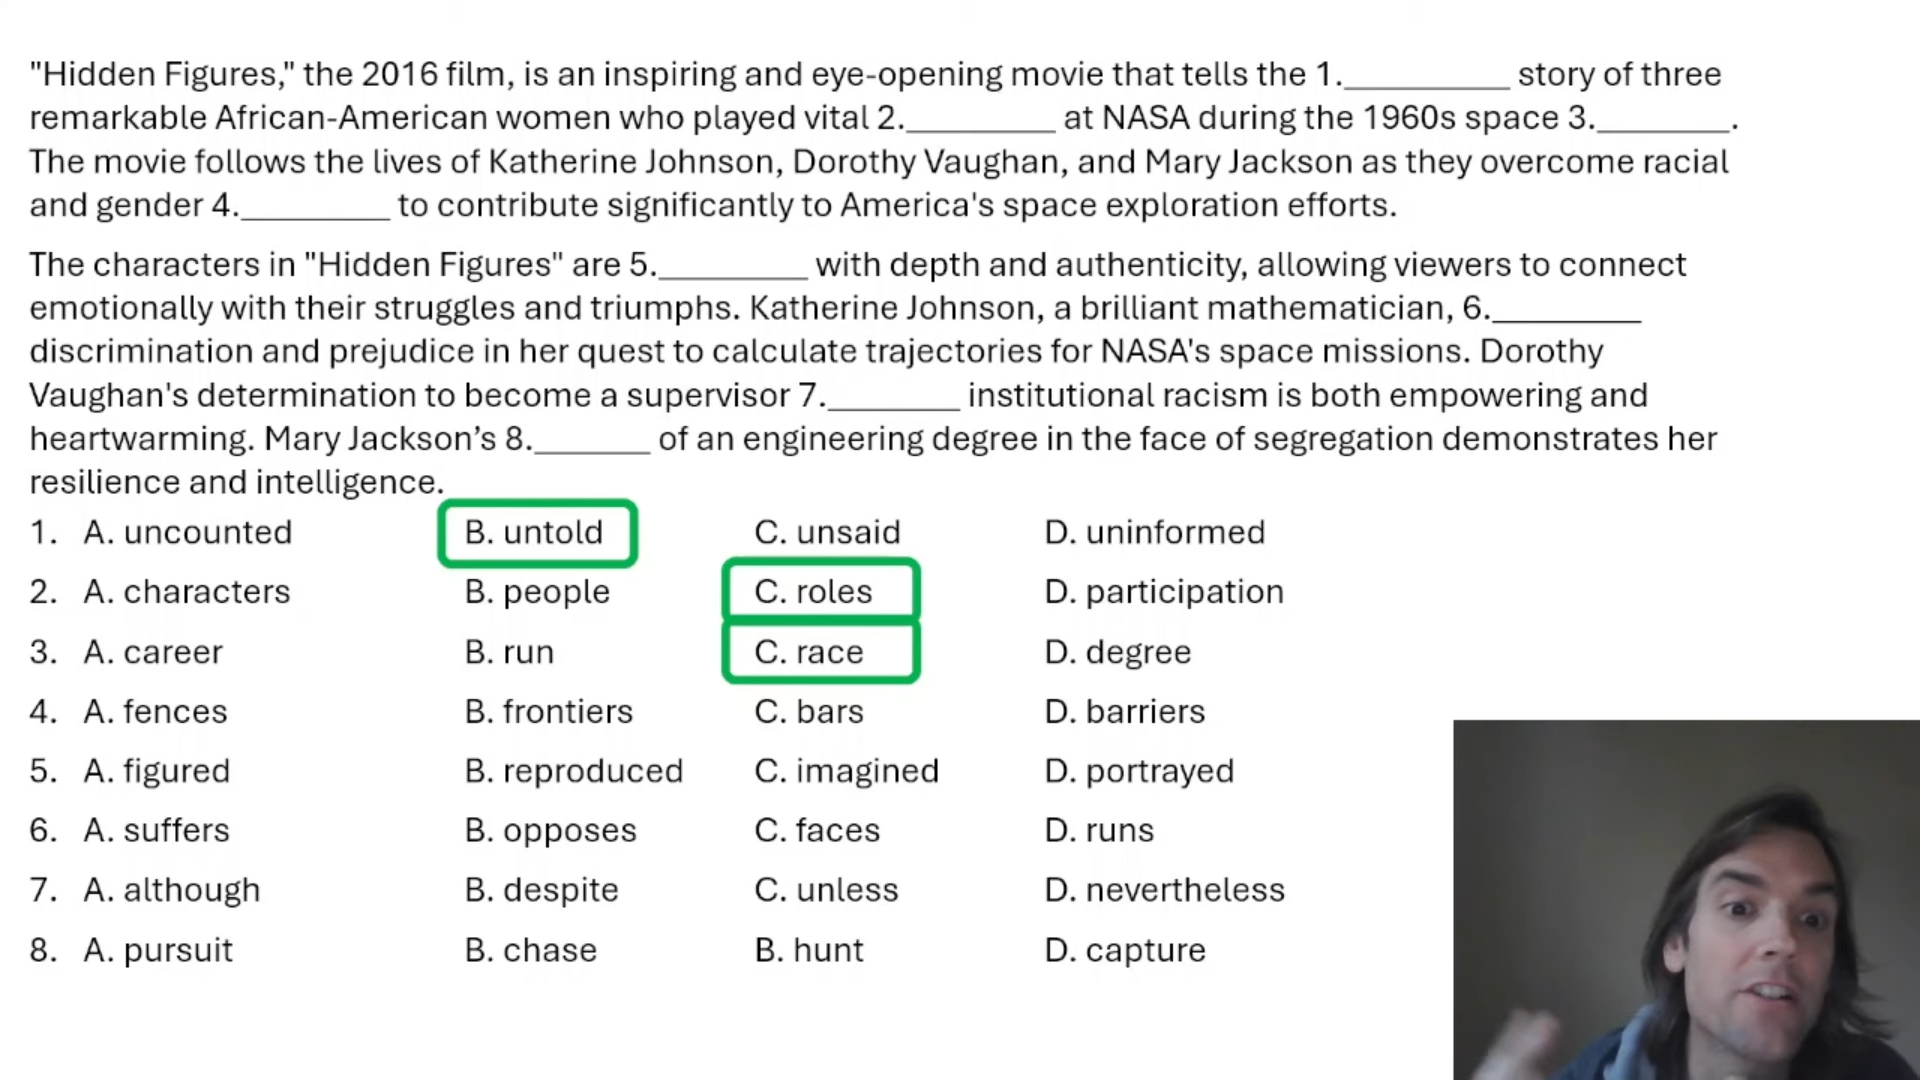 "Hidden Figures," the 2016 film, is an inspiring and eye-opening movie that tells the 1.__________ story of three
remarkable African-American women who played vital 2._________ at NASA during the 1960s space 3.________.
The movie follows the lives of Katherine Johnson, Dorothy Vaughan, and Mary Jackson as they overcome racial
and gender 4._________ to contribute significantly to America's space exploration efforts.
The characters in "Hidden Figures" are 5._________ with depth and authenticity, allowing viewers to connect
emotionally with their struggles and triumphs. Katherine Johnson, a brilliant mathematician, 6._________
discrimination and prejudice in her quest to calculate trajectories for NASA's space missions. Dorothy
Vaughan's determination to become a supervisor 7.________ institutional racism is both empowering and
heartwarming. Mary Jackson’s 8._______ of an engineering degree in the face of segregation demonstrates her
resilience and intelligence.
1. A. uncounted B. untold C. unsaid D. uninformed
2. A. characters B. people C. roles D. participation
3. A. career B. run C. race D. degree
4. A. fences B. frontiers C. bars D. barriers
5. A. figured B. reproduced C. imagined D. portrayed
6. A. suffers B. opposes C. faces D. runs
7. A. although B. despite C. unless D. nevertheless
8. A. pursuit B. chase B. hunt D. capture